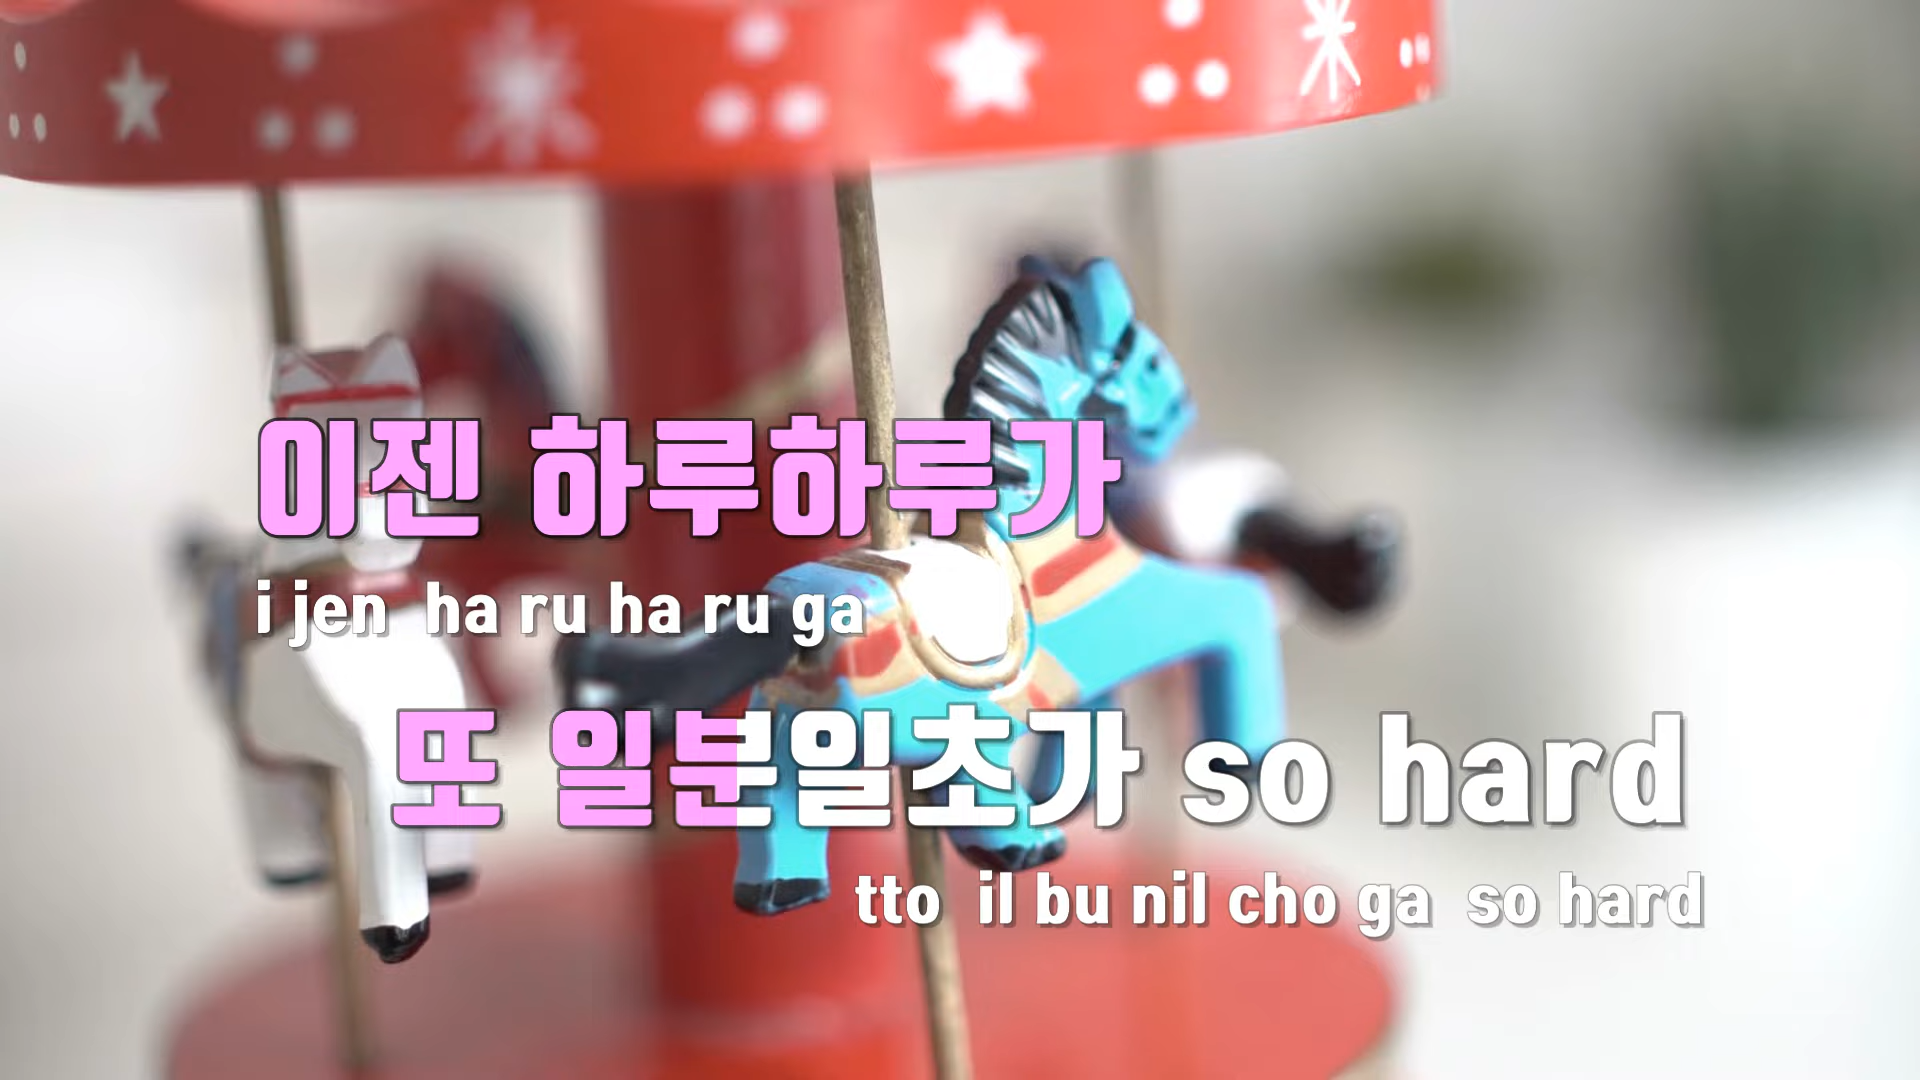 이젠 하루하루가
i jen ha ru ha ru ga
또 일분일초가 so hard
tto il bu nil cho ga so hard